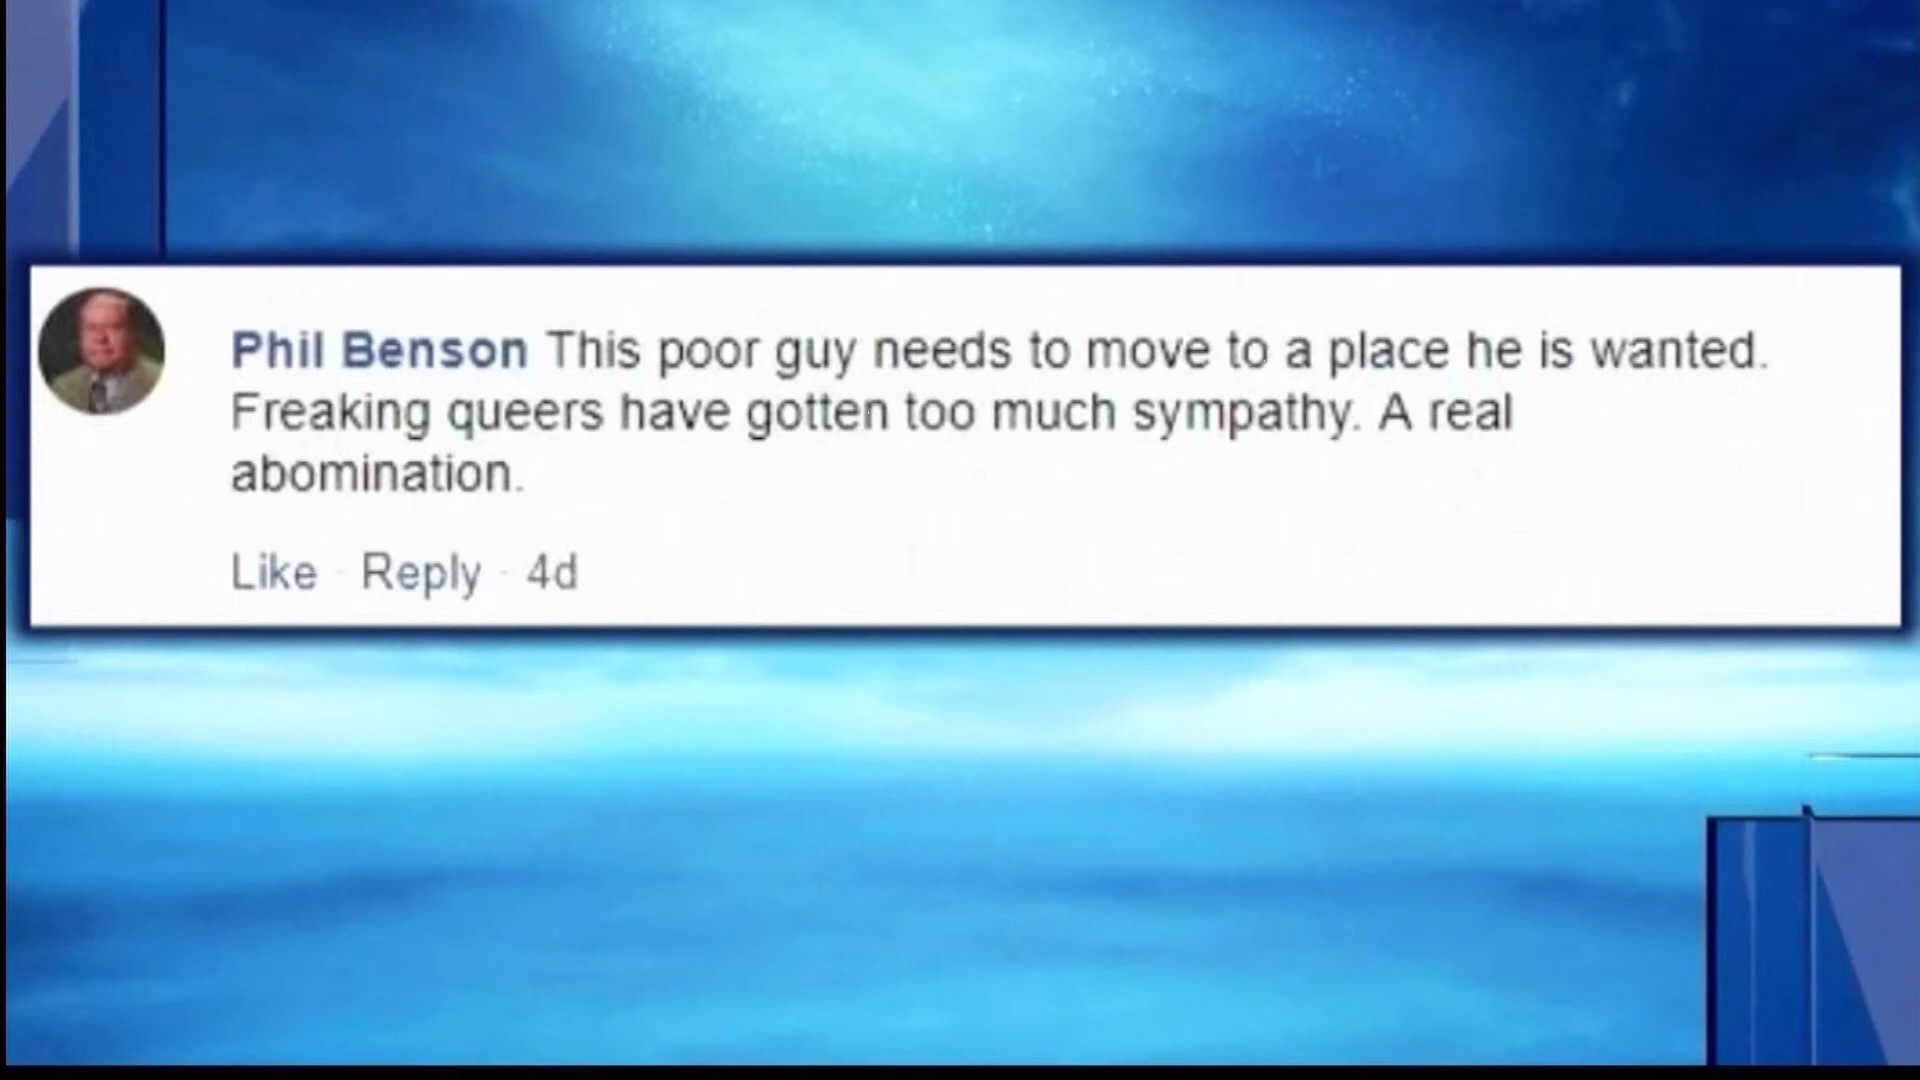 Phil Benson This poor guy needs to move to a place he is wanted.
Freaking queers have gotten too much sympathy. A real
abomination.
Like · Reply · 4d